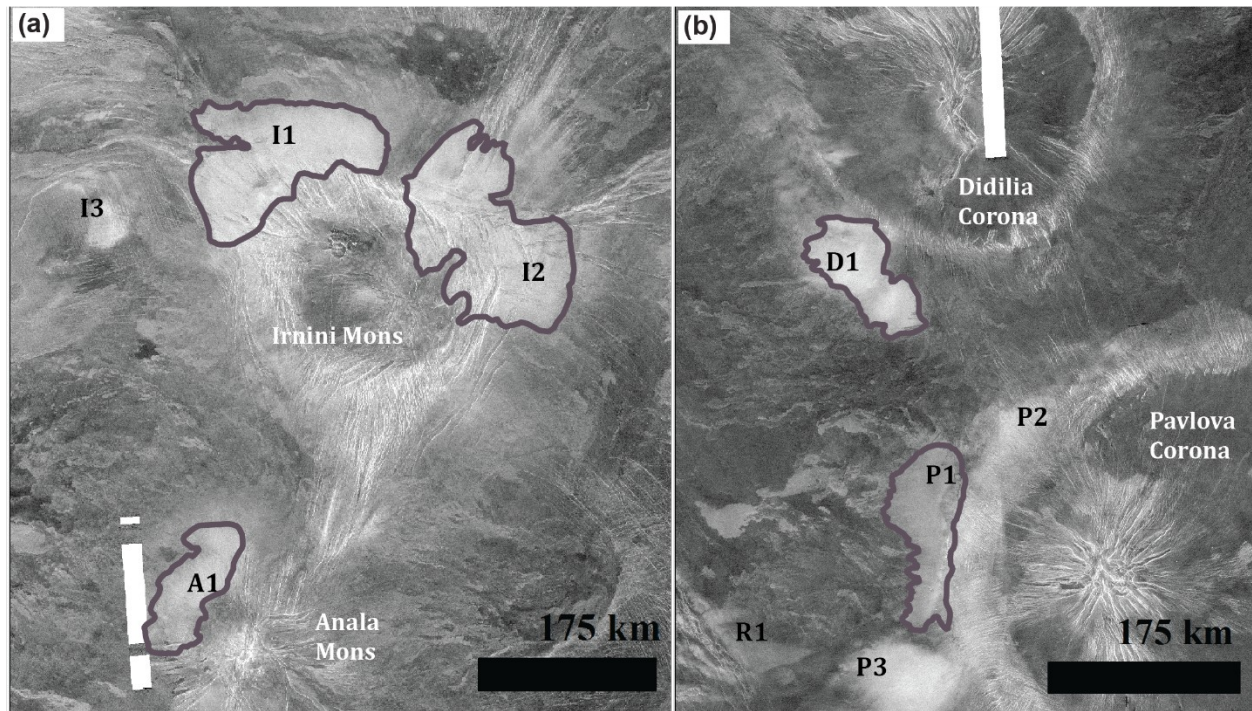 (a)
I1
I3
I2
Irnini Mons
A1
Anala
Mons
175 km
(b)
Didilia
Corona
D1
P2
Pavlova
Corona
P1
R1
P3
175 km